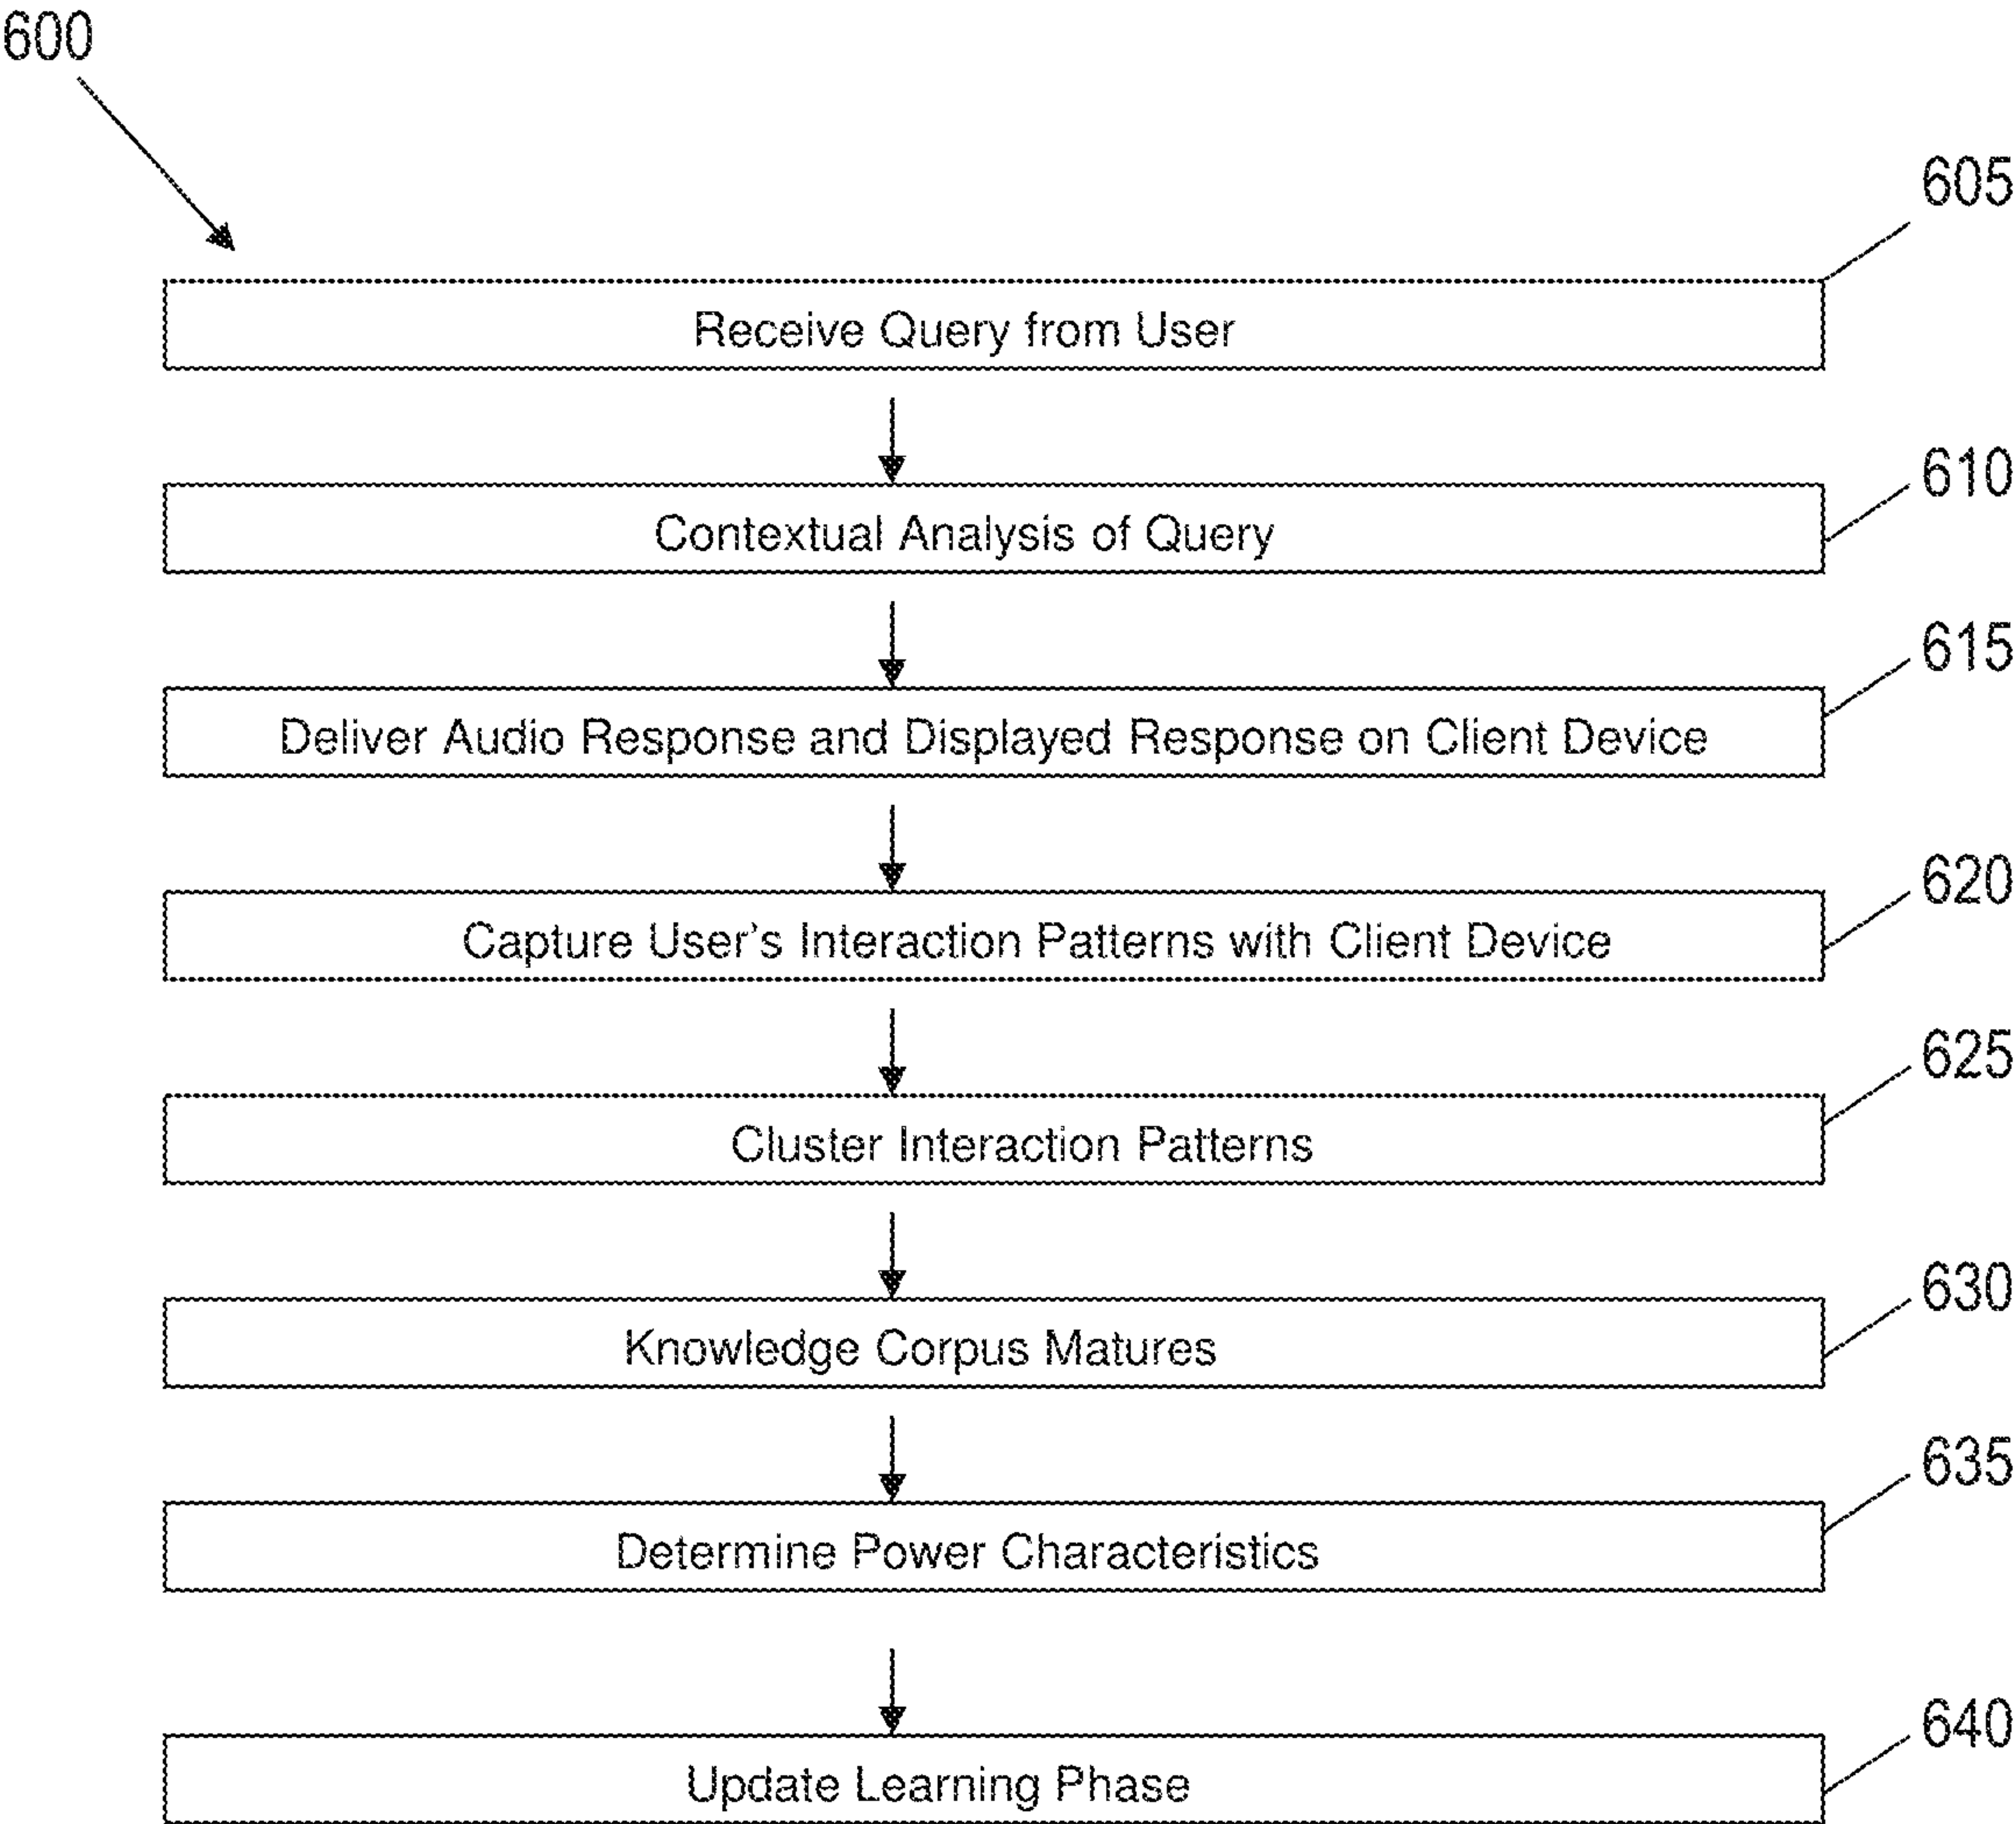 600
605
Receive Query from User
610
Contextual Analysis of Query
615
Deliver Audio Response and Displayed Response on Client Device
620
Capture User's Interaction Patterns with Client Device
625
Cluster Interaction Patterns
630
Knowledge Corpus Matures
635
Determine Power Characteristics
640
Update Learning Phase